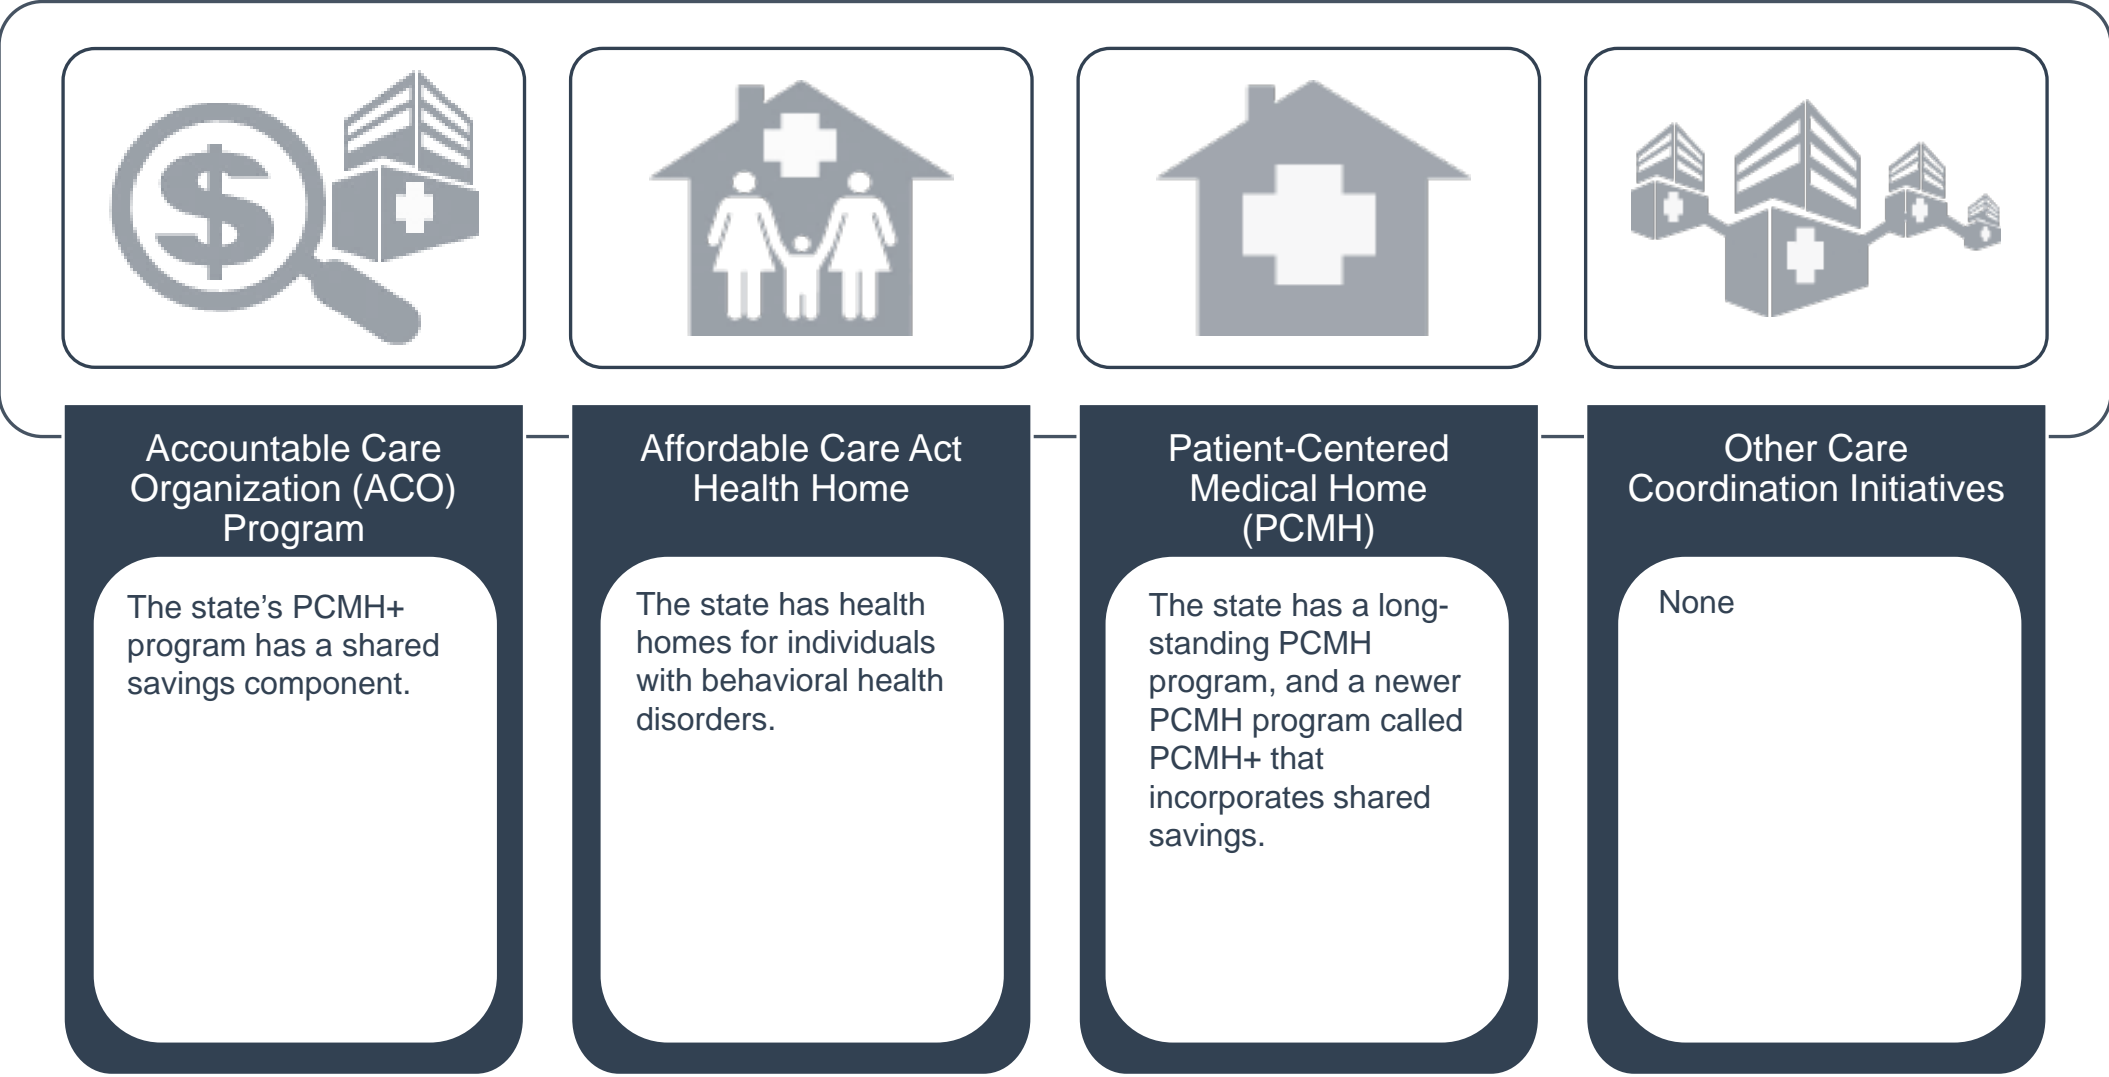 Accountable Care
Organization (ACO)
Program
The state’s PCMH+
program has a shared
savings component.
Affordable Care Act
Health Home
The state has health
homes for individuals
with behavioral health
disorders.
Patient-Centered
Medical Home
(PCMH)
The state has a long-
standing PCMH
program, and a newer
PCMH program called
PCMH+ that
incorporates shared
savings.
Other Care
Coordination Initiatives
None